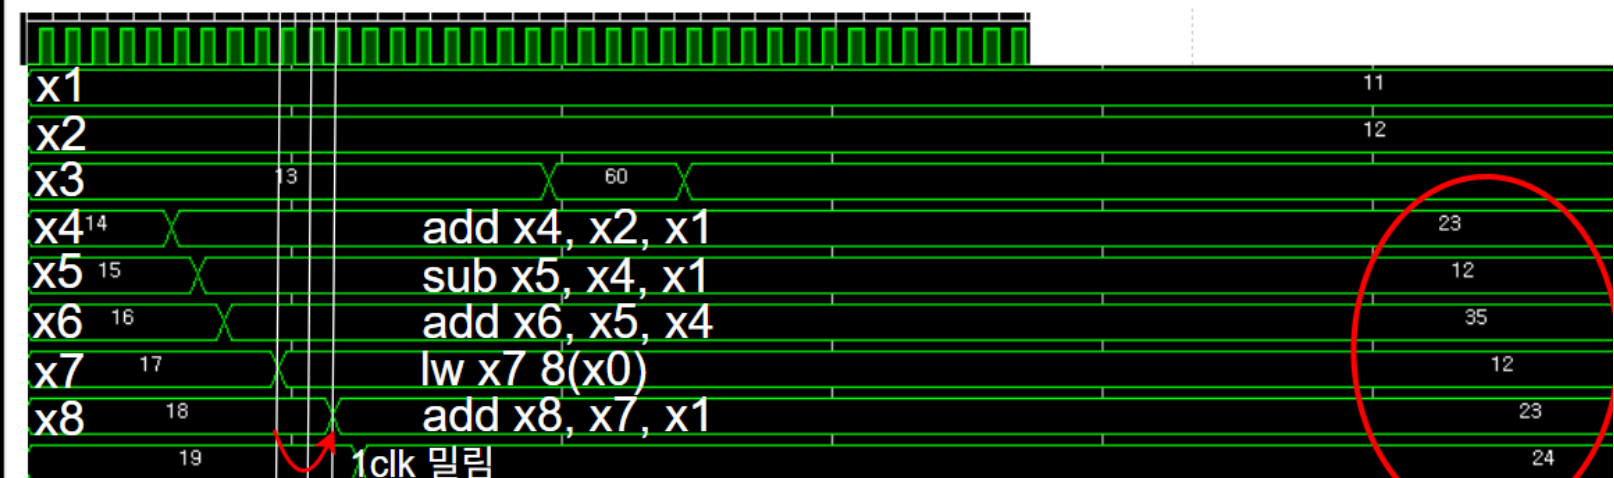 x1 11
x2 12
x3 13 60
x4 14 add x4, x2, x1 23
x5 15 sub x5, x4, x1 12
x6 16 add x6, x5, x4 35
x7 17 lw x7 8(x0) 12
x8 18 add x8, x7, x1 23
19 1clk 밀림 24